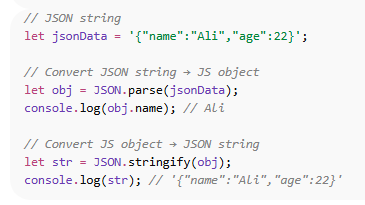 // JSON string
let jsonData = '{"name":"Ali","age":22}';
// Convert JSON string → JS object
let obj = JSON.parse(jsonData);
console.log(obj.name); // Ali
// Convert JS object → JSON string
let str = JSON.stringify(obj);
console.log(str); // '{"name":"Ali","age":22}'